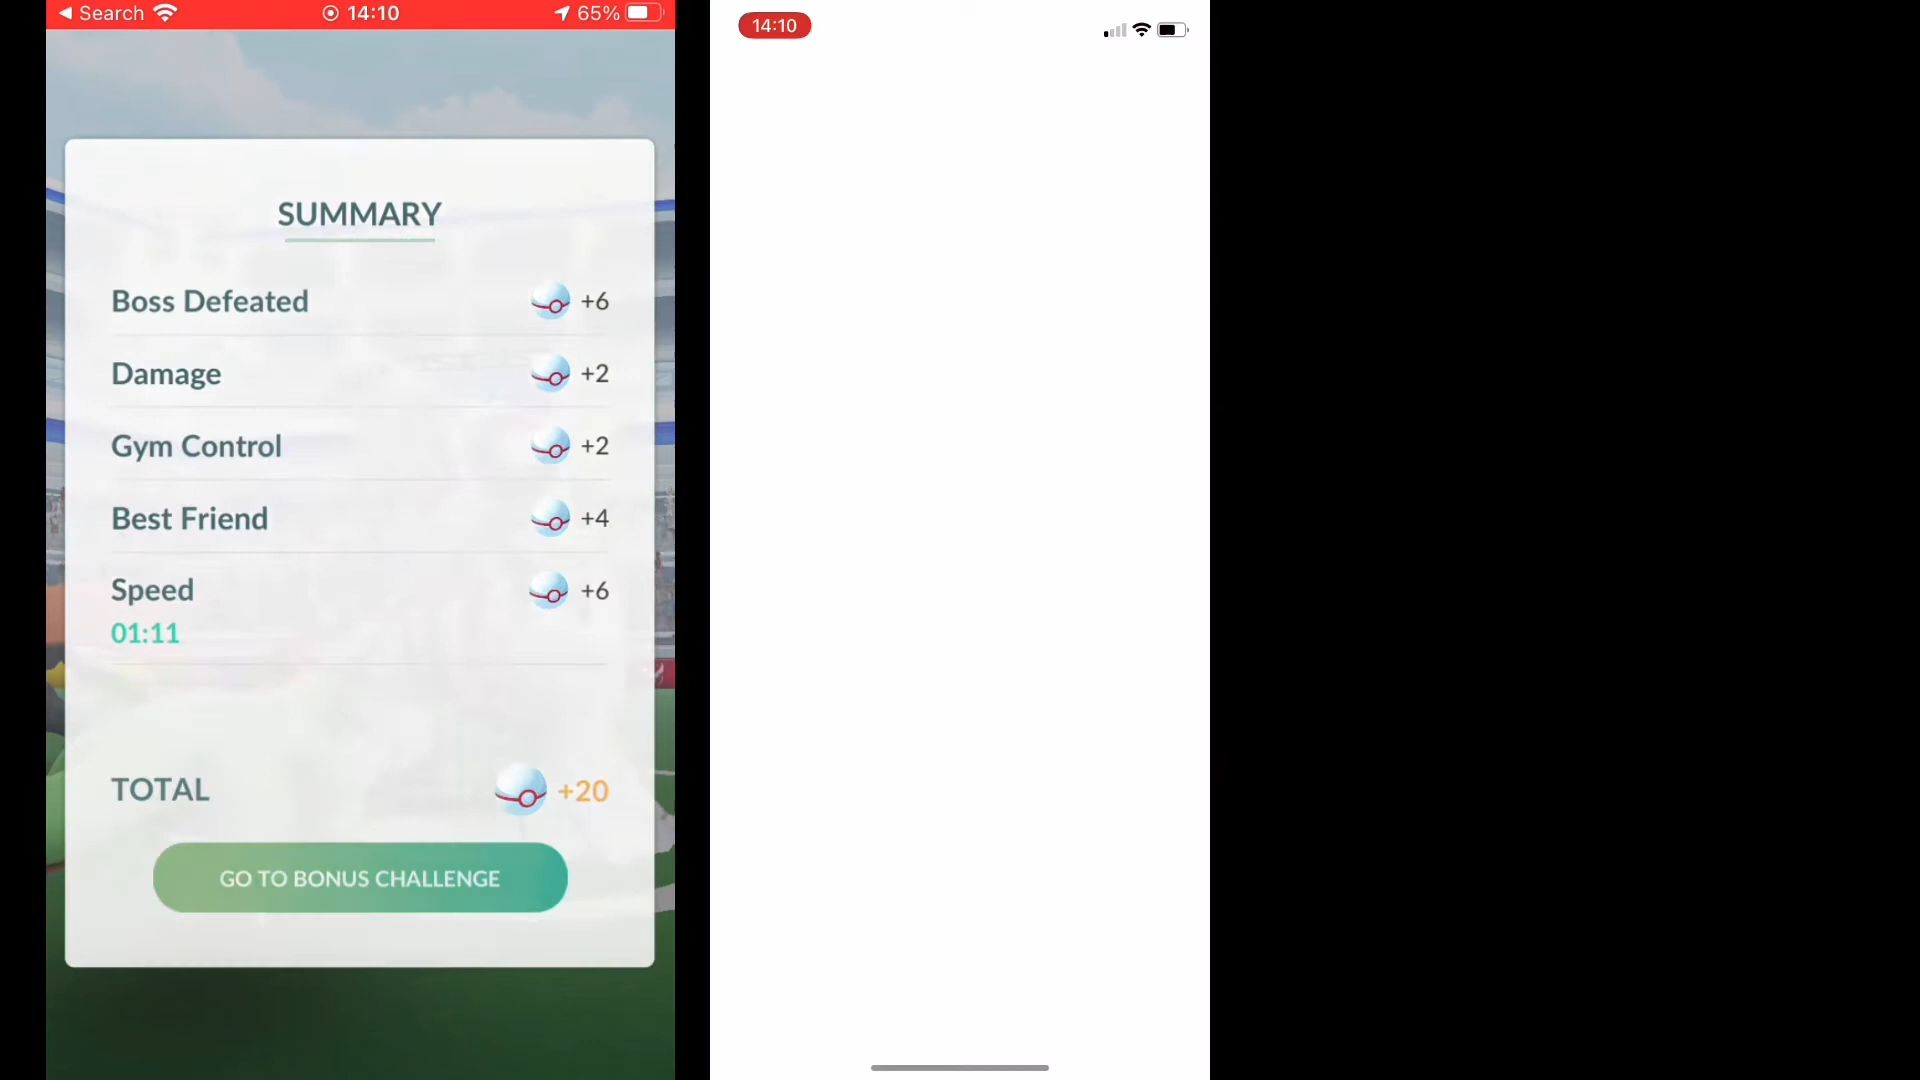 Search 14:10 65%
SUMMARY
Boss Defeated +6
Damage +2
Gym Control +2
Best Friend +4
Speed +6
01:11
TOTAL +20
GO TO BONUS CHALLENGE
14:10